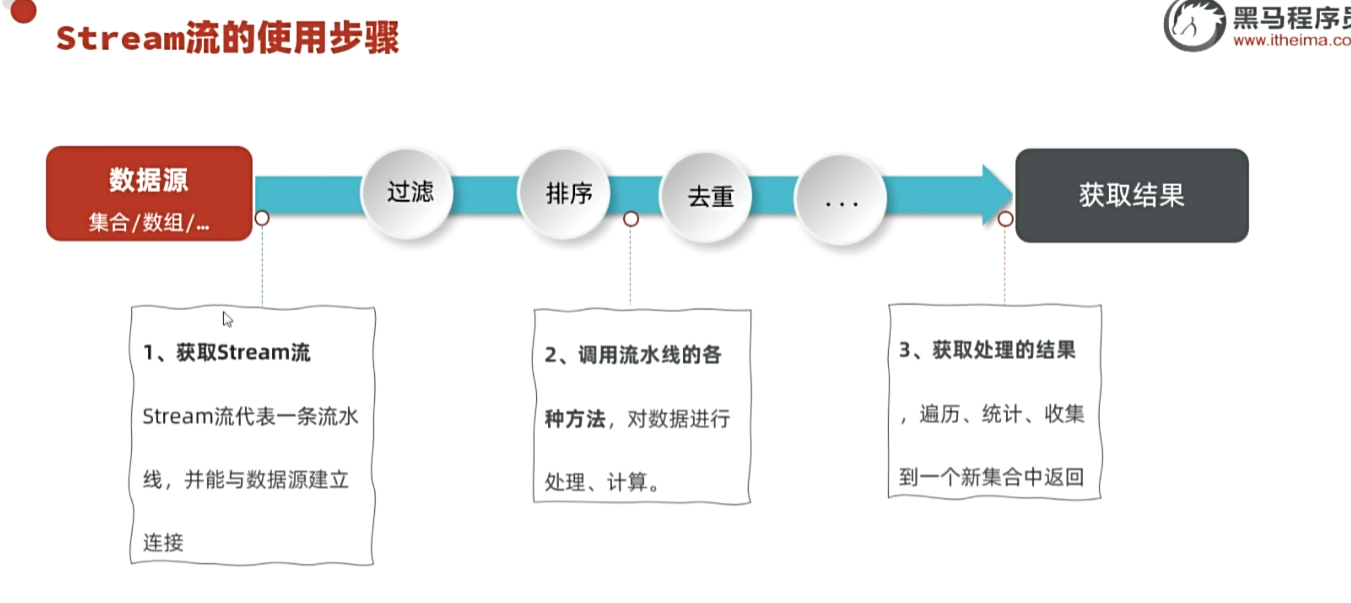 Stream流的使用步骤
黑马程序员
www.itheima.co
数据源
集合/数组/...
过滤
排序
去重
...
获取结果
1、获取Stream流
Stream流代表一条流水
线，并能与数据源建立
连接
2、调用流水线的各
种方法，对数据进行
处理、计算。
3、获取处理的结果
，遍历、统计、收集
到一个新集合中返回